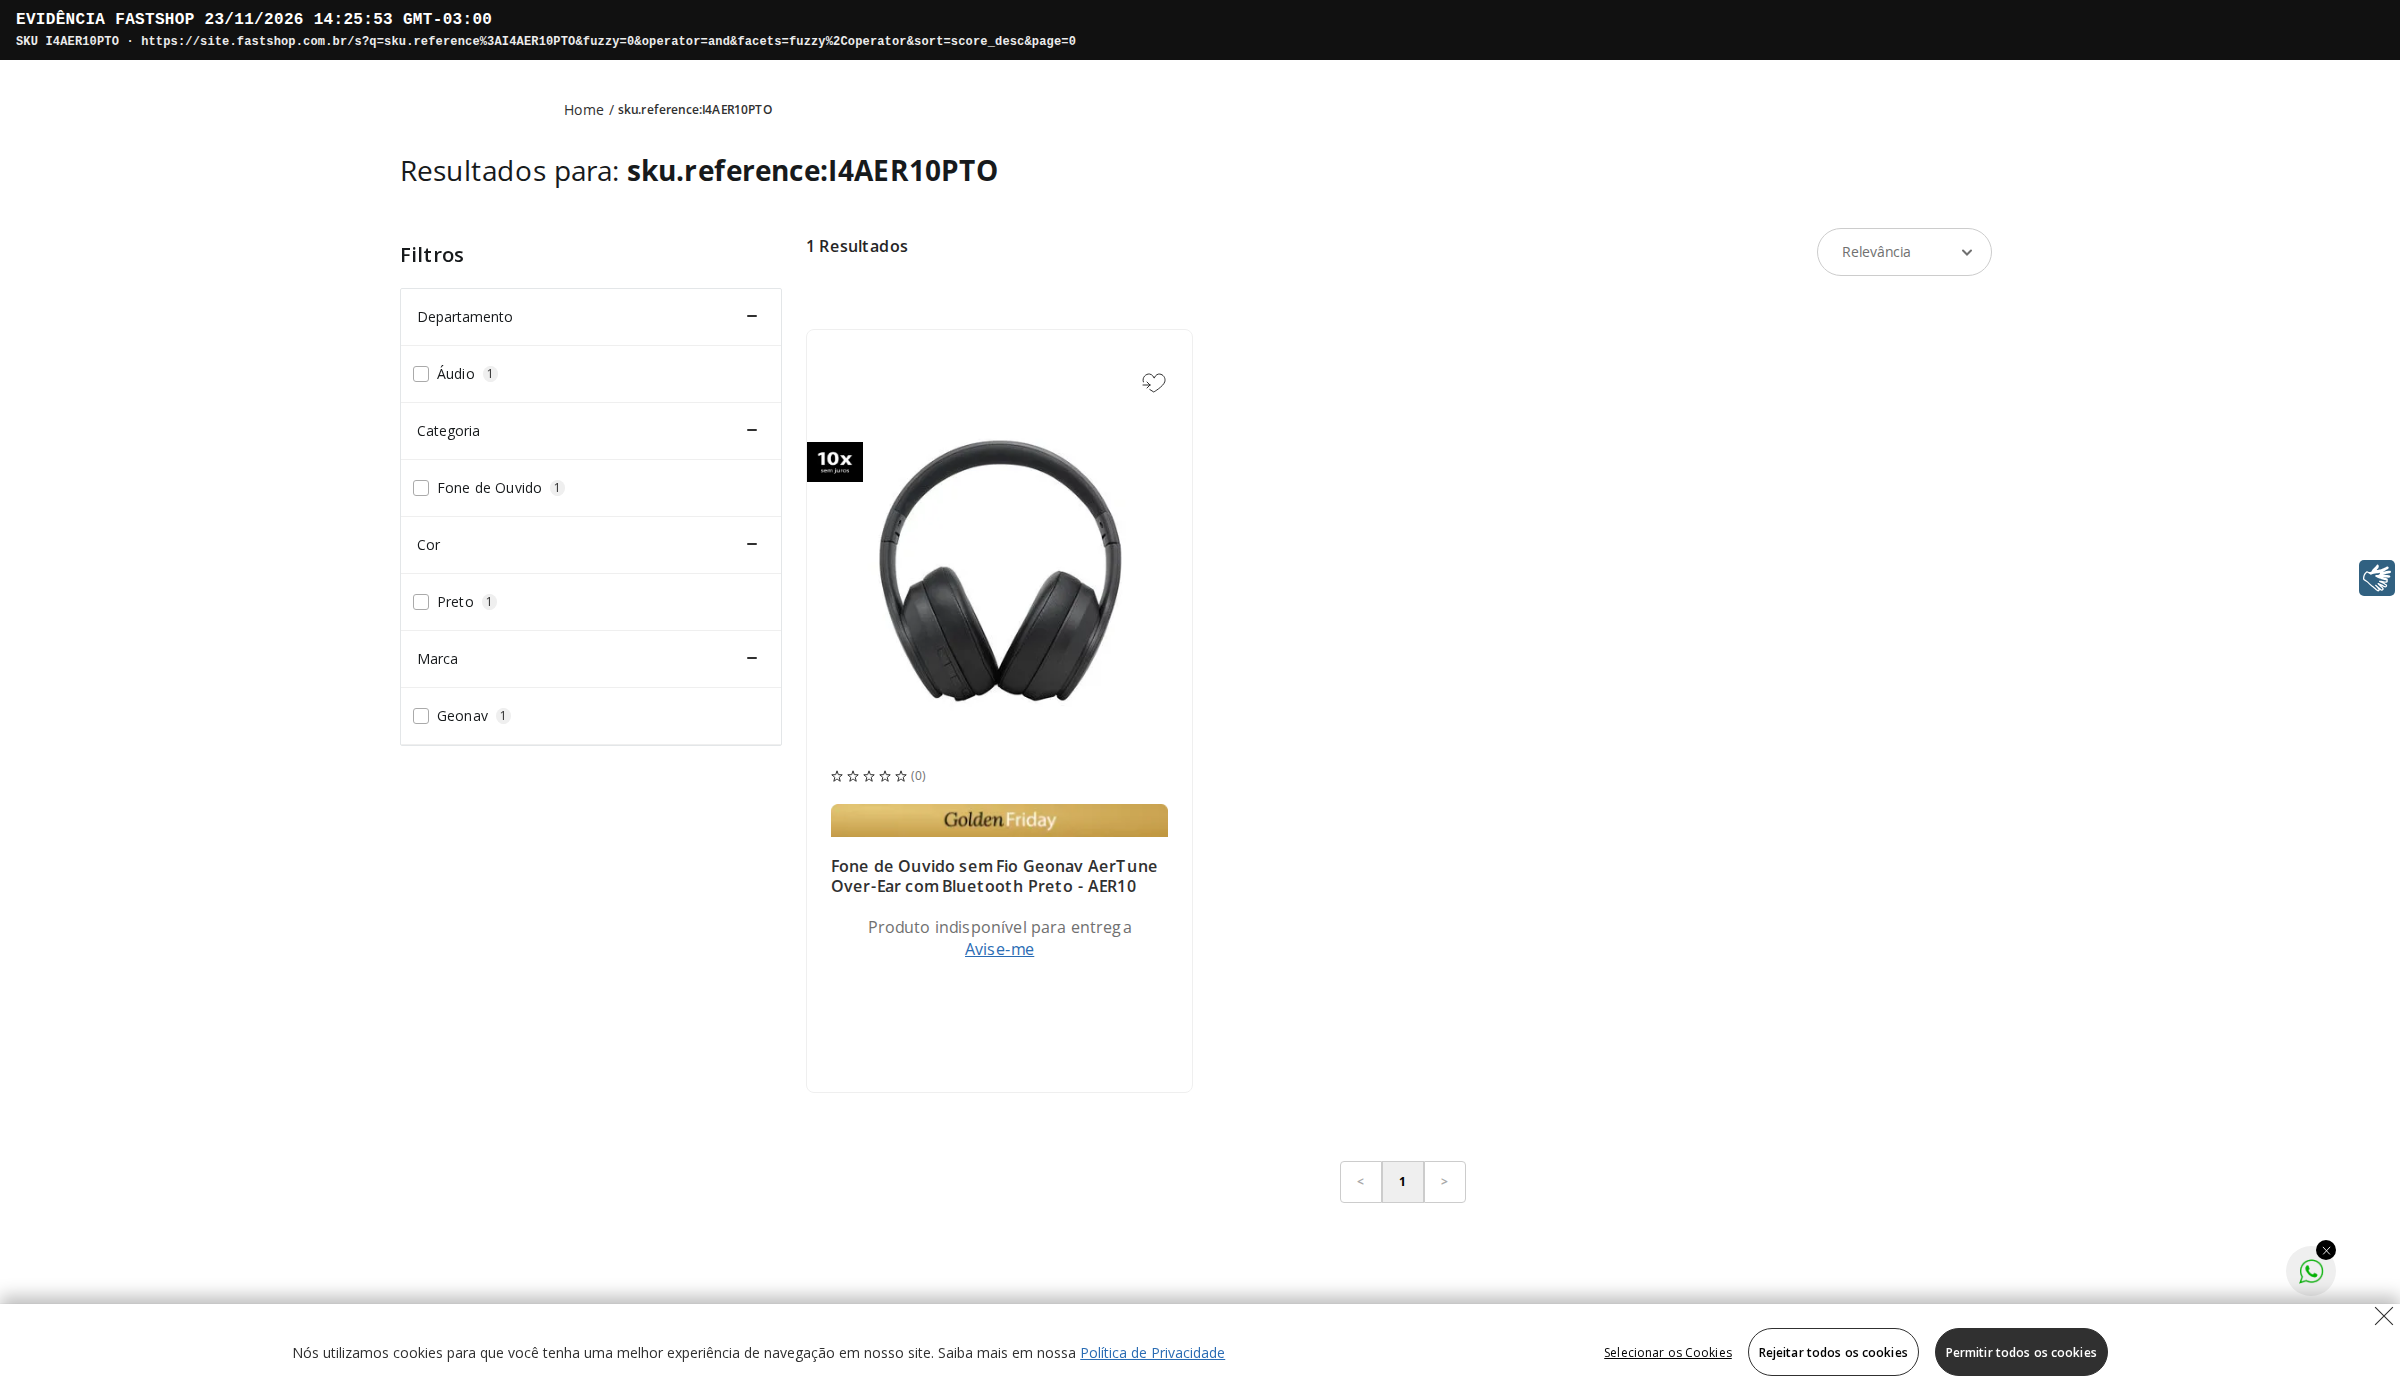 EVIDÊNCIA FASTSHOP 23/11/2026 14:25:53 GMT-03:00
SKU I4AER10PTO · https://site.fastshop.com.br/s?q=sku.reference%3AI4AER10PTO&fuzzy=0&operator=and&facets=fuzzy%2Coperator&sort=score_desc&page=0
Home / sku.reference:I4AER10PTO
Resultados para: sku.reference:I4AER10PTO
Filtros
1 Resultados
Relevância
Departamento
Áudio 1
Categoria
Fone de Ouvido 1
Cor
Preto 1
Marca
Geonav 1
10x
sem juros
(0)
Golden Friday
Fone de Ouvido sem Fio Geonav AerTune
Over-Ear com Bluetooth Preto - AER10
Produto indisponível para entrega
Avise-me
< 1 >
Nós utilizamos cookies para que você tenha uma melhor experiência de navegação em nosso site. Saiba mais em nossa Política de Privacidade
Selecionar os Cookies
Rejeitar todos os cookies
Permitir todos os cookies